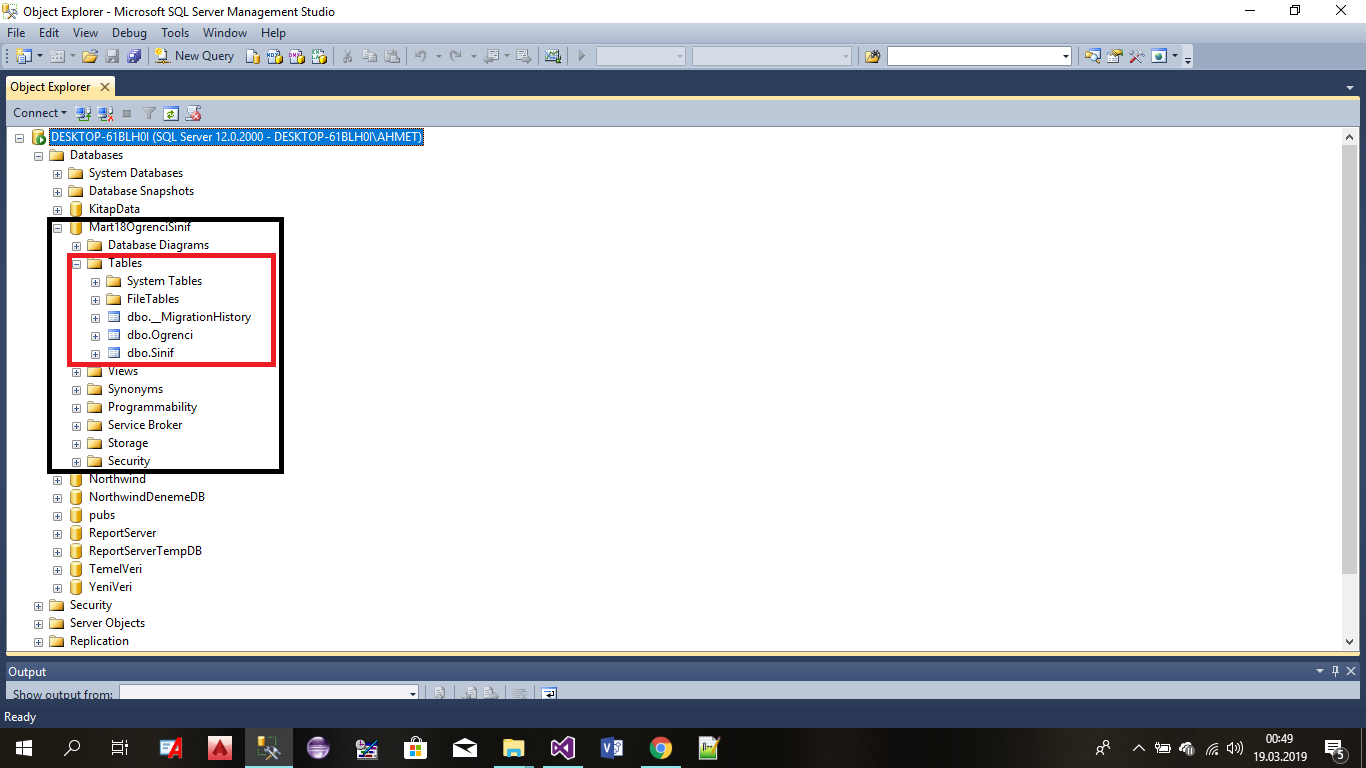 Object Explorer - Microsoft SQL Server Management Studio
File Edit View Debug Tools Window Help
New Query
Object Explorer
Connect
DESKTOP-61BLH0I (SQL Server 12.0.2000 - DESKTOP-61BLH0I\AHMET)
Databases
System Databases
Database Snapshots
KitapData
Mart18OgrenciSinif
Database Diagrams
Tables
System Tables
FileTables
dbo.__MigrationHistory
dbo.Ogrenci
dbo.Sinif
Views
Synonyms
Programmability
Service Broker
Storage
Security
Northwind
NorthwindDenemeDB
pubs
ReportServer
ReportServerTempDB
TemelVeri
YeniVeri
Security
Server Objects
Replication
Output
Show output from:
Ready
00:49
19.03.2019
5